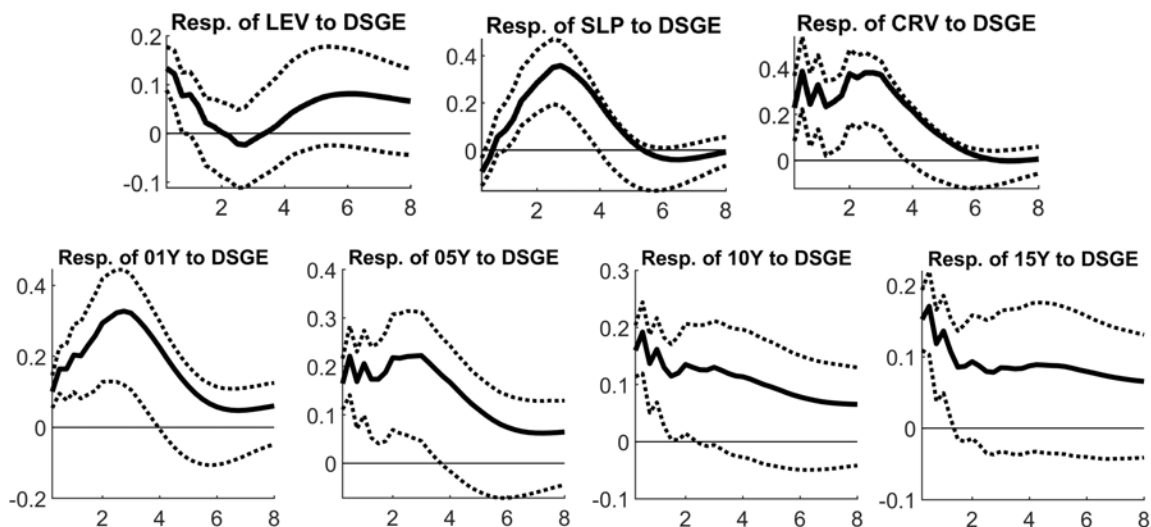 Resp. of LEV to DSGE
0.2
0.1
0
-0.1
2 4 6 8
Resp. of SLP to DSGE
0.4
0.2
0
2 4 6 8
Resp. of CRV to DSGE
0.4
0.2
0
2 4 6 8
Resp. of 01Y to DSGE
0.4
0.2
0
-0.2
2 4 6 8
Resp. of 05Y to DSGE
0.4
0.3
0.2
0.1
0
0 2 4 6 8
Resp. of 10Y to DSGE
0.3
0.2
0.1
0
-0.1
2 4 6 8
Resp. of 15Y to DSGE
0.2
0.1
0
-0.1
2 4 6 8